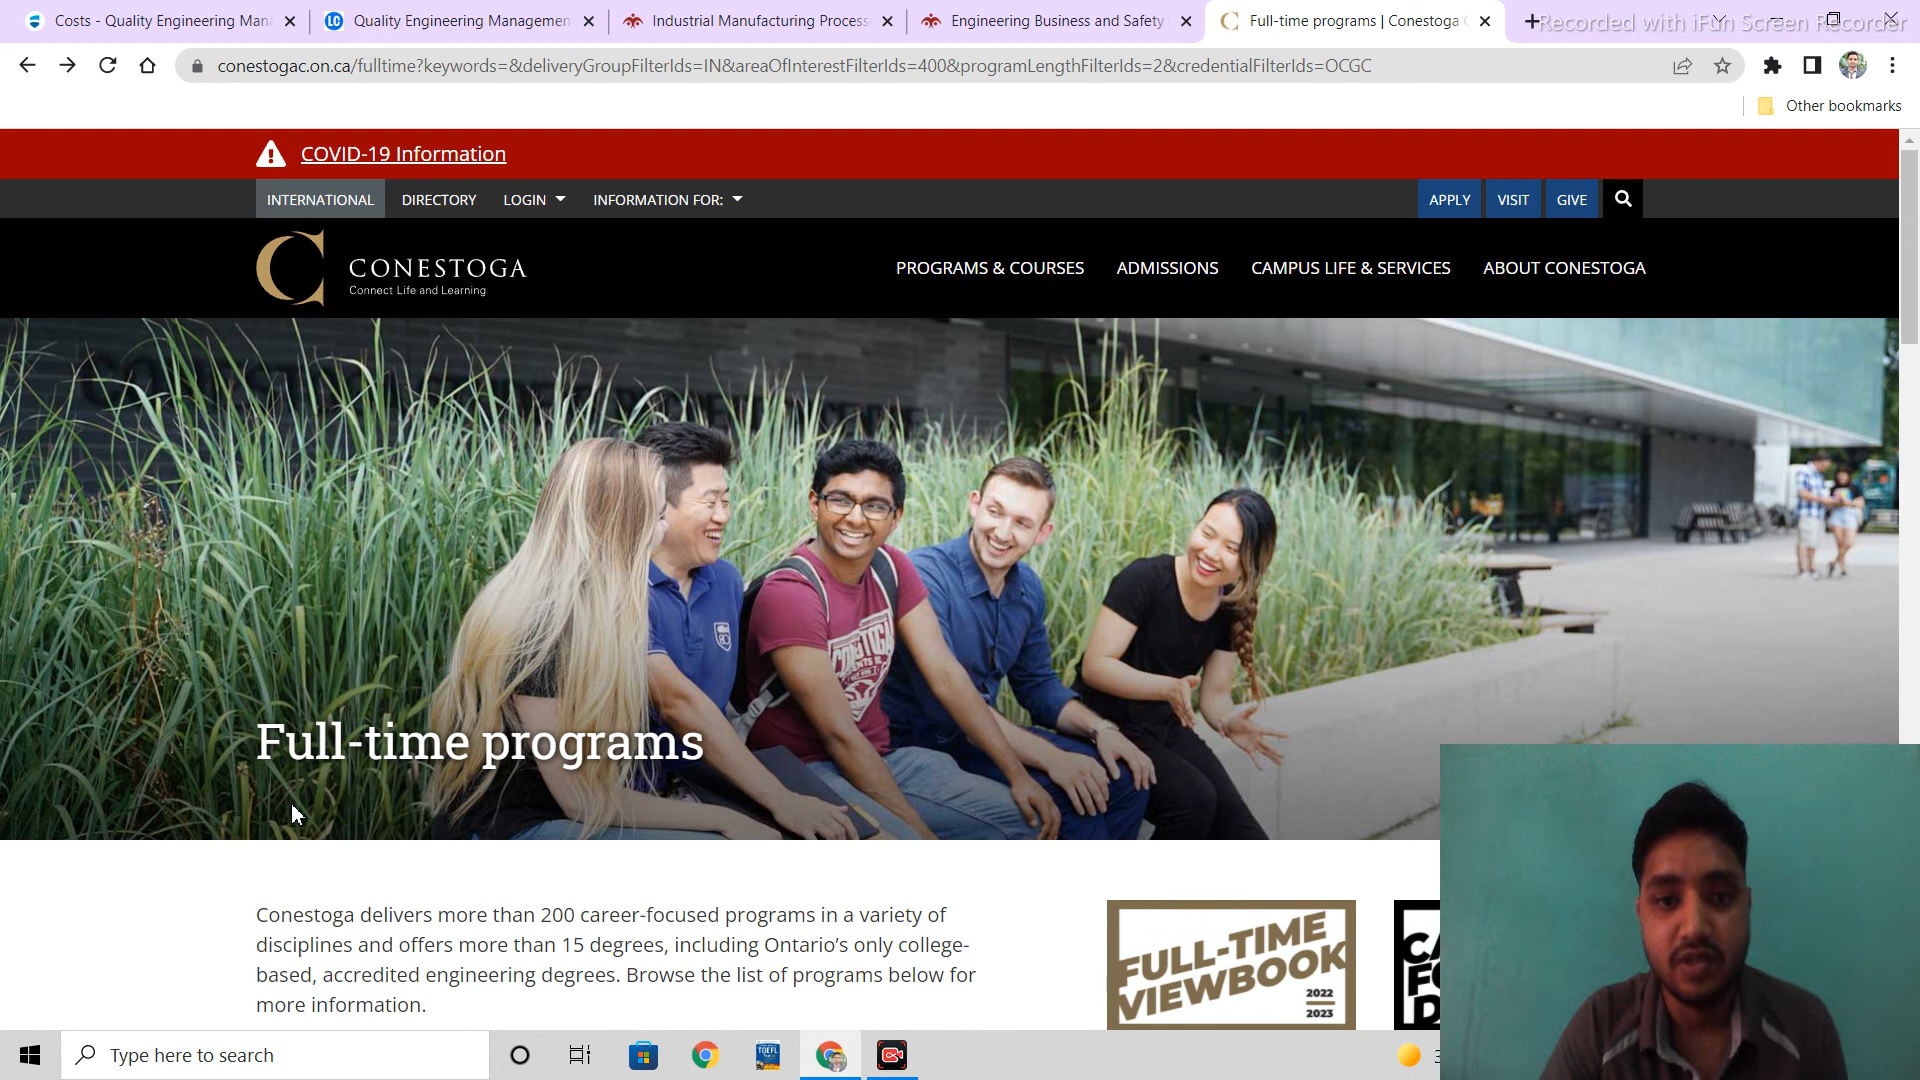 Costs - Quality Engineering Mana
Quality Engineering Managemen
Industrial Manufacturing Process
Engineering Business and Safety
Full-time programs | Conestoga C
Recorded with iFun Screen Recorder
conestogac.on.ca/fulltime?keywords=&deliveryGroupFilterIds=IN&areaOfInterestFilterIds=400&programLengthFilterIds=2&credentialFilterIds=OCGC
Other bookmarks
COVID-19 Information
INTERNATIONAL DIRECTORY LOGIN INFORMATION FOR: APPLY VISIT GIVE
CONESTOGA
Connect Life and Learning
PROGRAMS & COURSES ADMISSIONS CAMPUS LIFE & SERVICES ABOUT CONESTOGA
Full-time programs
Conestoga delivers more than 200 career-focused programs in a variety of
disciplines and offers more than 15 degrees, including Ontario's only college-
based, accredited engineering degrees. Browse the list of programs below for
more information.
FULL-TIME
VIEWBOOK
2022
2023
Type here to search